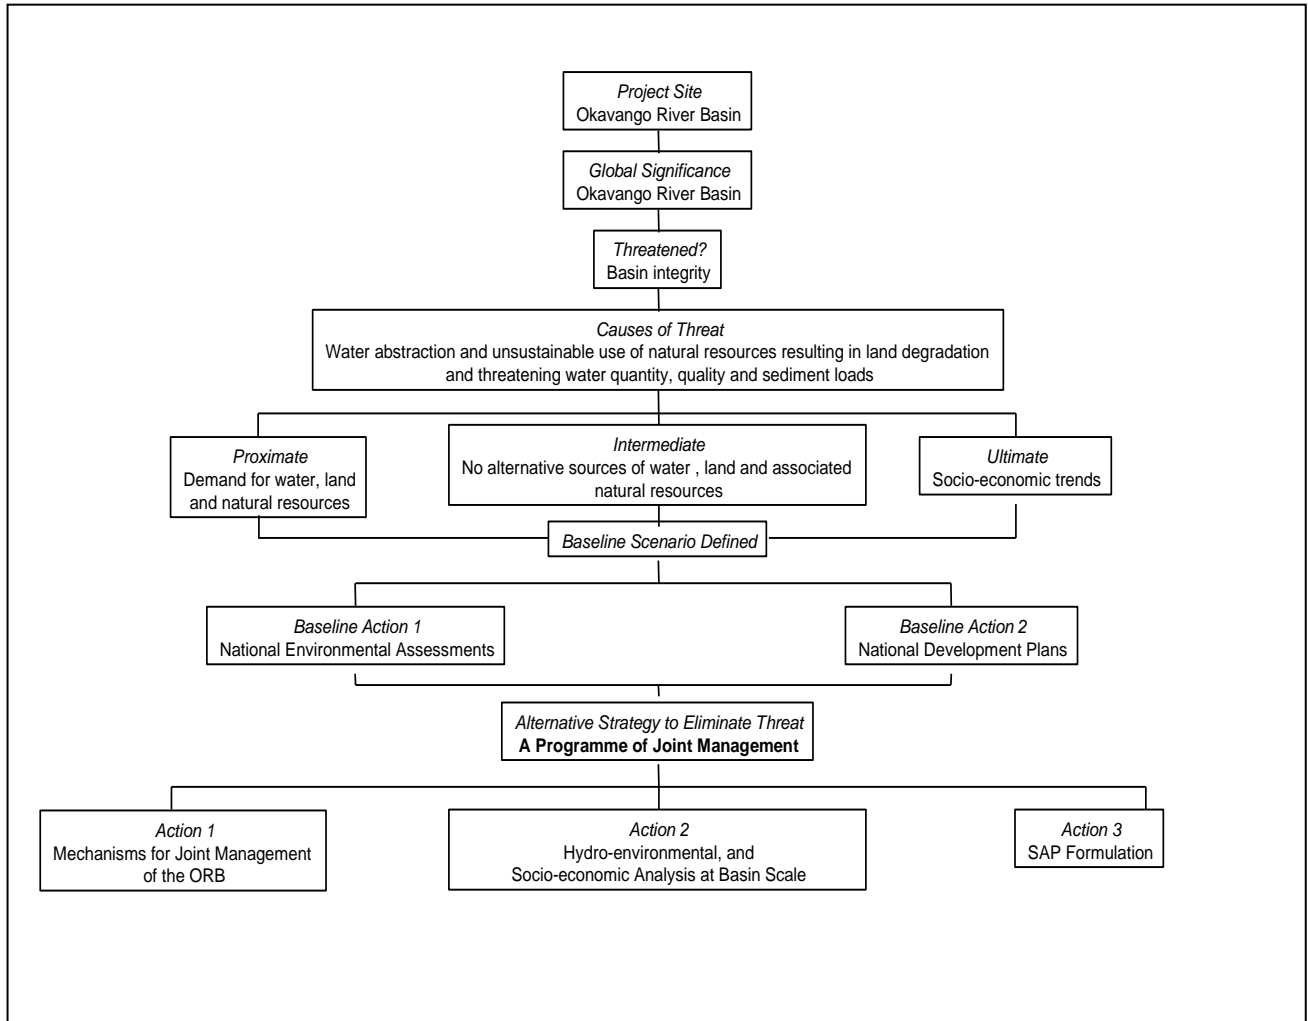 Project Site
Okavango River Basin
Global Significance
Okavango River Basin
Threatened?
Basin integrity
Causes of Threat
Water abstraction and unsustainable use of natural resources resulting in land degradation
and threatening water quantity, quality and sediment loads
Proximate
Demand for water, land
and natural resources
Intermediate
No alternative sources of water , land and associated
natural resources
Ultimate
Socio-economic trends
Baseline Scenario Defined
Baseline Action 1
National Environmental Assessments
Baseline Action 2
National Development Plans
Alternative Strategy to Eliminate Threat
A Programme of Joint Management
Action 1
Mechanisms for Joint Management
of the ORB
Action 2
Hydro-environmental, and
Socio-economic Analysis at Basin Scale
Action 3
SAP Formulation